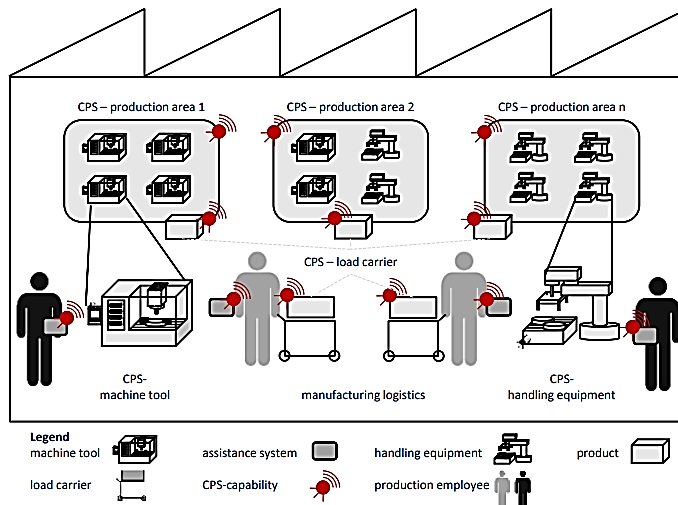 CPS – production area 1
CPS – production area 2
CPS – production area n
CPS – load carrier
CPS-
machine tool
manufacturing logistics
CPS-
handling equipment
Legend
machine tool
assistance system
handling equipment
product
load carrier
CPS-capability
production employee